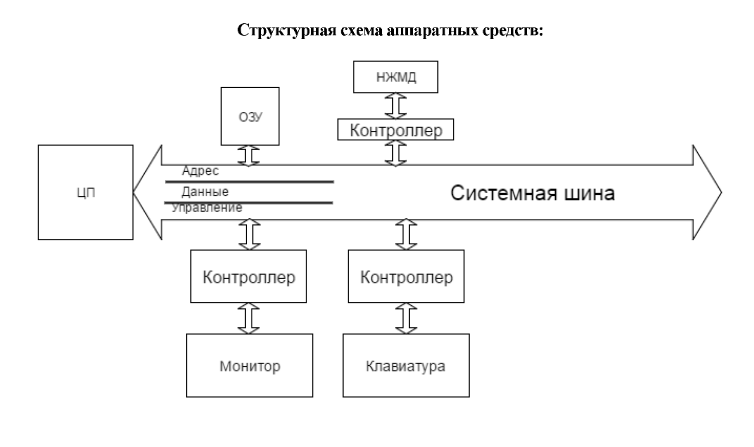 Структурная схема аппаратных средств:
НЖМД
ОЗУ
Контроллер
ЦП
Адрес
Данные
Управление
Системная шина
Контроллер
Контроллер
Монитор
Клавиатура